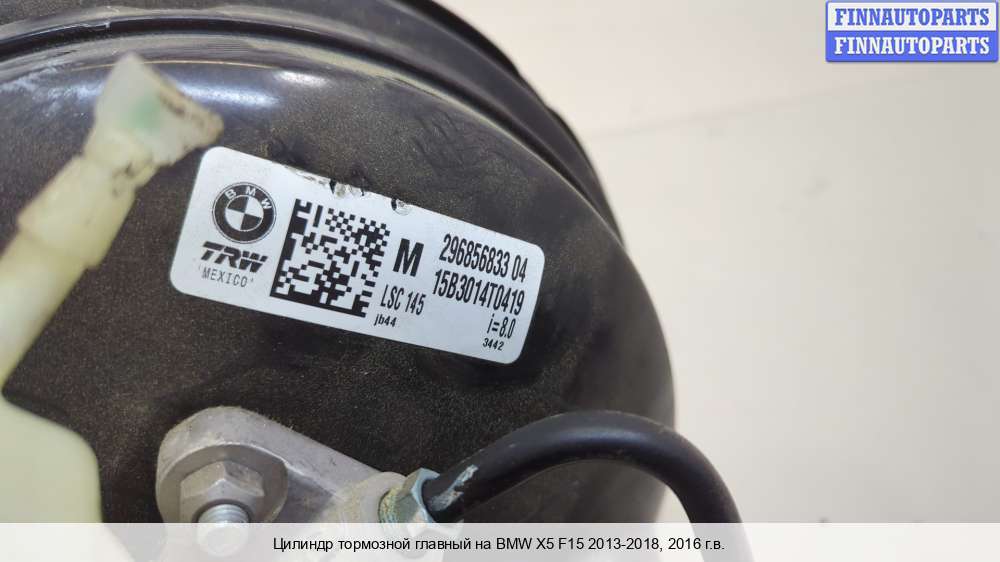 FINNAUTOPARTS
FINNAUTOPARTS
BMW
TRW
'MEXICO'
M
LSC 145
jb44
296856833 04
15B3014T0419
i=8.0
3442
Цилиндр тормозной главный на BMW X5 F15 2013-2018, 2016 г.в.